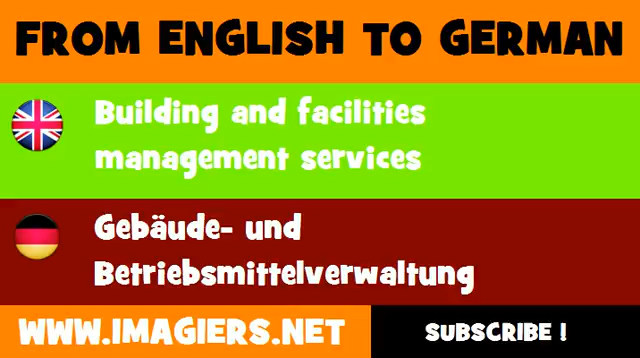 FROM ENGLISH TO GERMAN
Building and facilities
management services
Gebäude- und
Betriebsmittelverwaltung
WWW.IMAGIERS.NET
SUBSCRIBE !